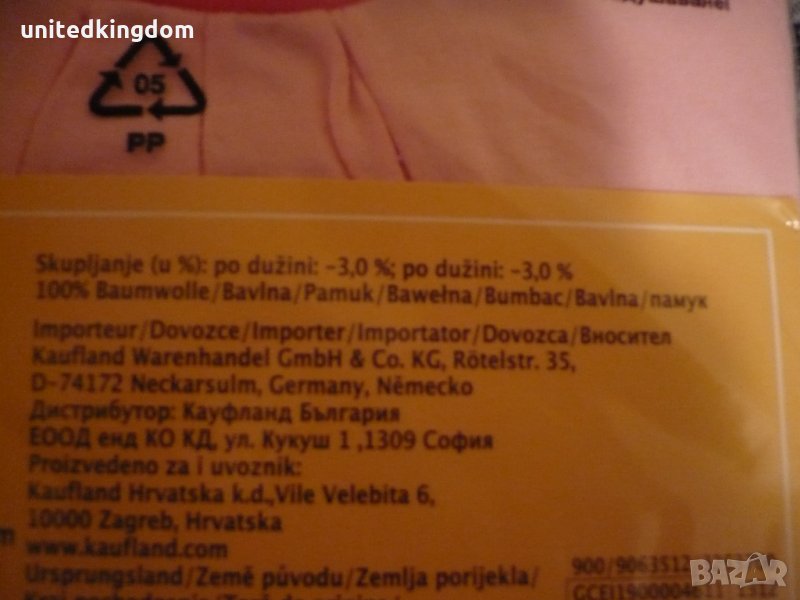 unitedkingdom
05
PP
Skupljanje (u %): po dužini: -3,0 %; po dužini: -3,0 %
100% Baumwolle/Bavlna/Pamuk/Bawełna/Bumbac/Bavlna/памук
Importeur/Dovozce/Importer/Importator/Dovozca/Вносител
Kaufland Warenhandel GmbH & Co. KG, Rötelstr. 35,
D-74172 Neckarsulm, Germany, Německo
Дистрибутор: Кауфланд България
ЕООД енд КО КД, ул. Кукуш 1 ,1309 София
Proizvedeno za i uvoznik:
Kaufland Hrvatska k.d.,Vile Velebita 6,
10000 Zagreb, Hrvatska
www.kaufland.com
Ursprungsland/Země původu/Zemlja porijekla/
BAZAR